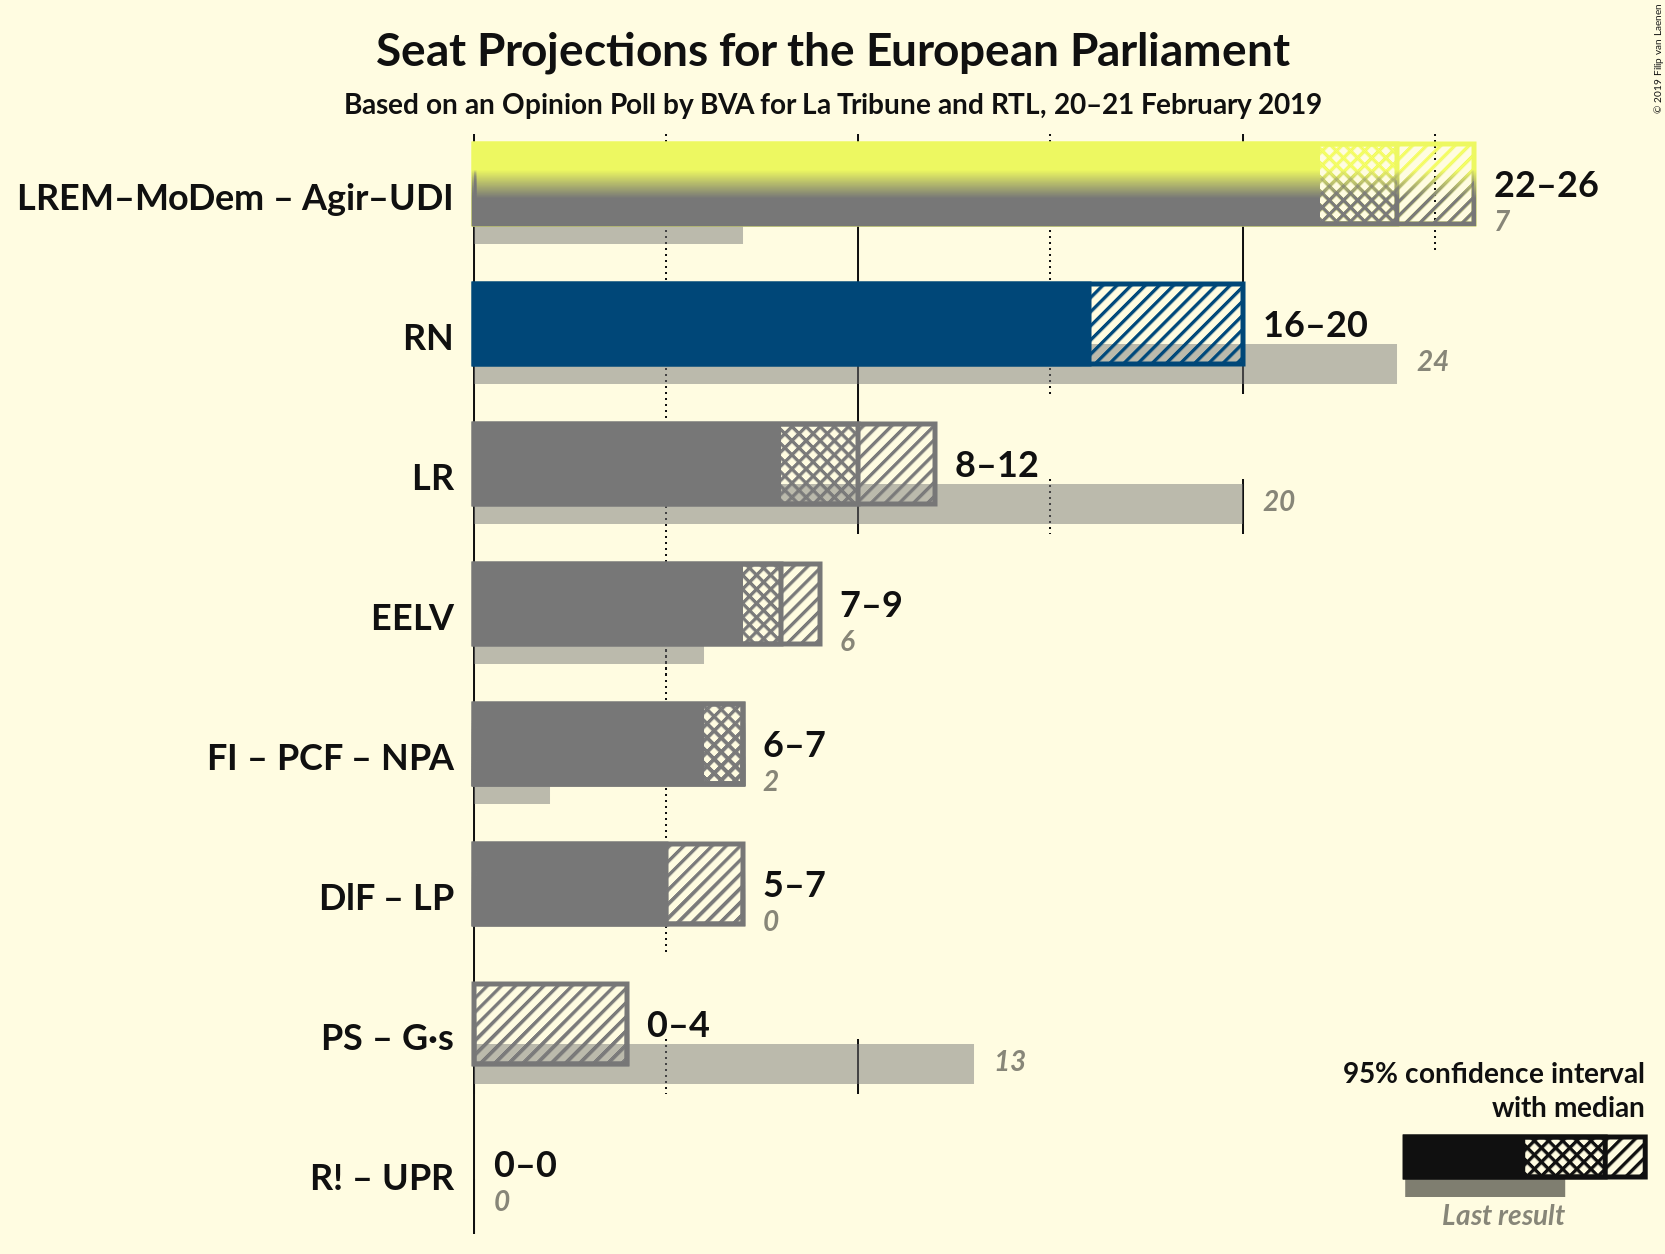 Seat Projections for the European Parliament
Based on an Opinion Poll by BVA for La Tribune and RTL, 20–21 February 2019
© 2019 Filip van Laenen
LREM–MoDem – Agir–UDI
22–26
7
RN
16–20
24
LR
8–12
20
EELV
7–9
6
FI – PCF – NPA
6–7
2
DlF – LP
5–7
0
PS – G·s
0–4
13
R! – UPR
0–0
0
95% confidence interval
with median
Last result